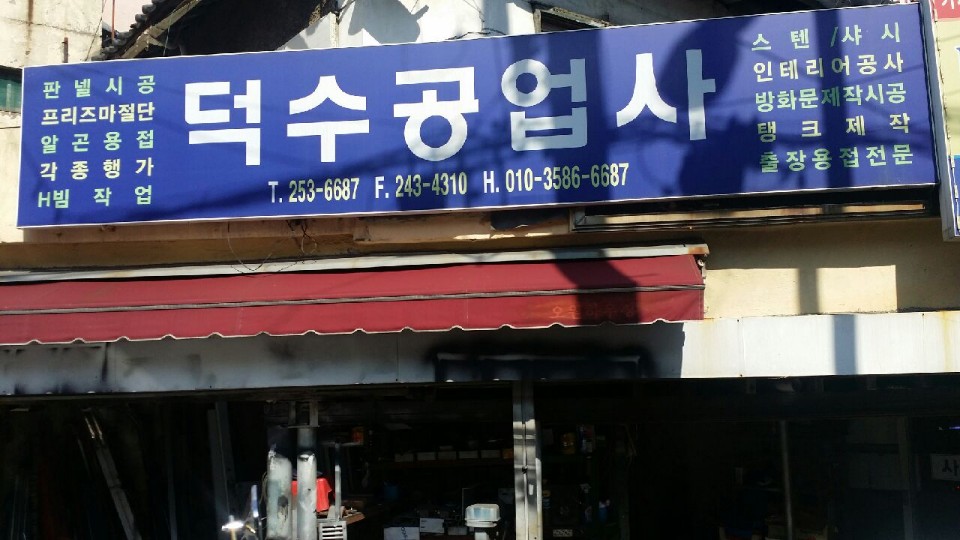 판넬시공
프리즈마절단
알곤용접
각종행가
H빔 작업
덕수공업사
T. 253-6687 F. 243-4310 H. 010-3586-6687
스텐/샤시
인테리어공사
방화문제작시공
탱크제작
출장용접전문